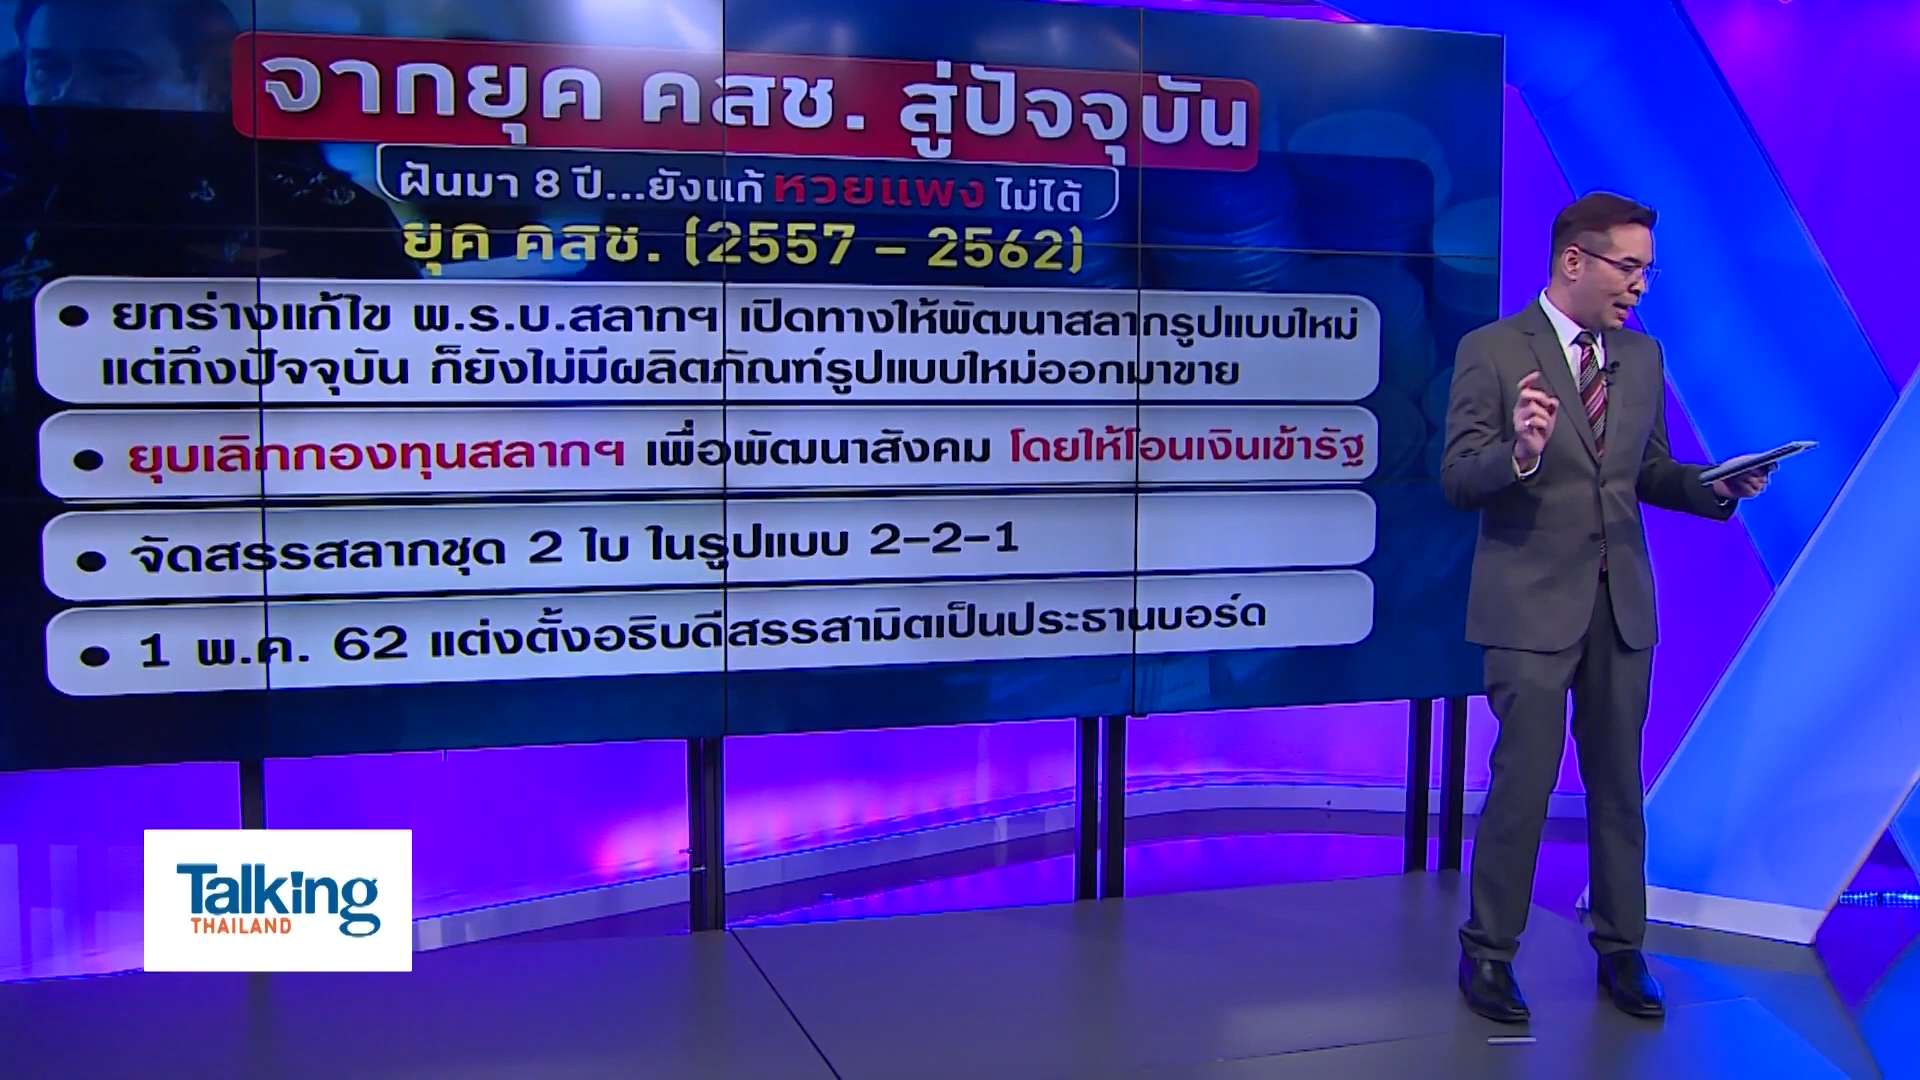 จากยุค คสช. สู่ปัจจุบัน
ฝันมา 8 ปี...ยังแก้ หวยแพง ไม่ได้
ยุค คสช. (2557 – 2562)
• ยกร่างแก้ไข พ.ร.บ.สลากฯ เปิดทางให้พัฒนาสลากรูปแบบใหม่
แต่ถึงปัจจุบัน ก็ยังไม่มีผลิตภัณฑ์รูปแบบใหม่ออกมาขาย
• ยุบเลิกกองทุนสลากฯ เพื่อพัฒนาสังคม โดยให้โอนเงินเข้ารัฐ
• จัดสรรสลากชุด 2 ใบ ในรูปแบบ 2-2-1
• 1 พ.ค. 62 แต่งตั้งอธิบดีสรรสามิตเป็นประธานบอร์ด
Talking
THAILAND